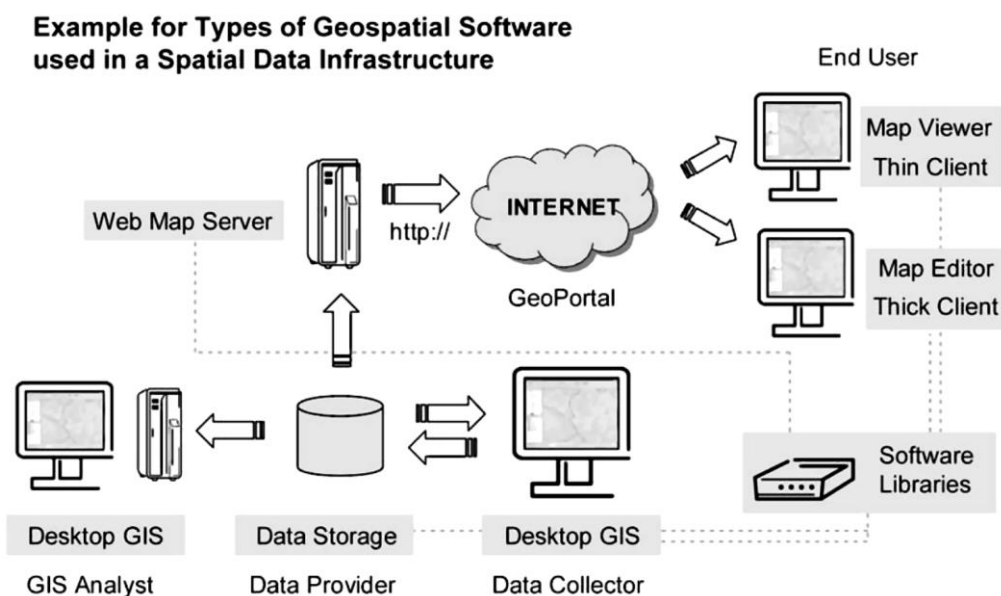 Example for Types of Geospatial Software
used in a Spatial Data Infrastructure
End User
Map Viewer
Thin Client
Web Map Server
http://
INTERNET
GeoPortal
Map Editor
Thick Client
Software
Libraries
Desktop GIS
GIS Analyst
Data Storage
Data Provider
Desktop GIS
Data Collector